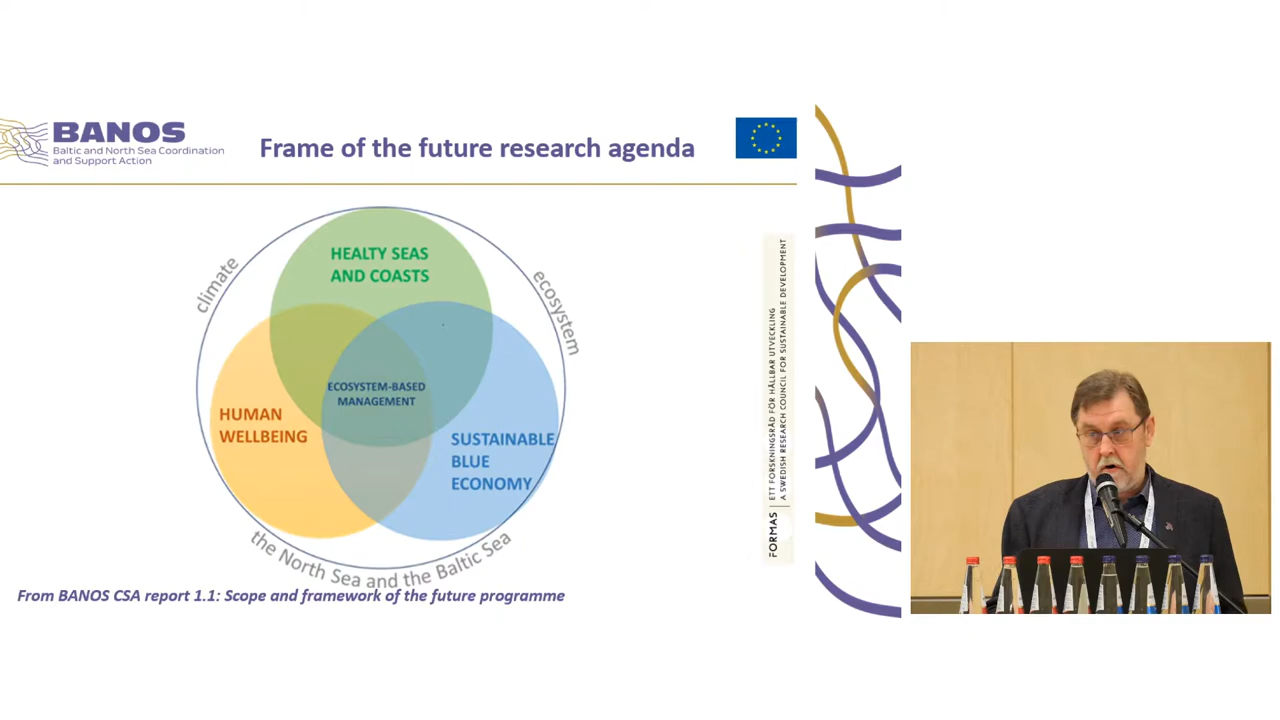 BANOS
Baltic and North Sea Coordination
and Support Action
Frame of the future research agenda
HEALTY SEAS
AND COASTS
climate
ecosystem
ECOSYSTEM-BASED
MANAGEMENT
HUMAN
WELLBEING
SUSTAINABLE
BLUE
ECONOMY
the North Sea and the Baltic Sea
From BANOS CSA report 1.1: Scope and framework of the future programme
FORMAS
ETT FORSKNINGSRÅD FÖR HÅLLBAR UTVECKLING
A SWEDISH RESEARCH COUNCIL FOR SUSTAINABLE DEVELOPMENT